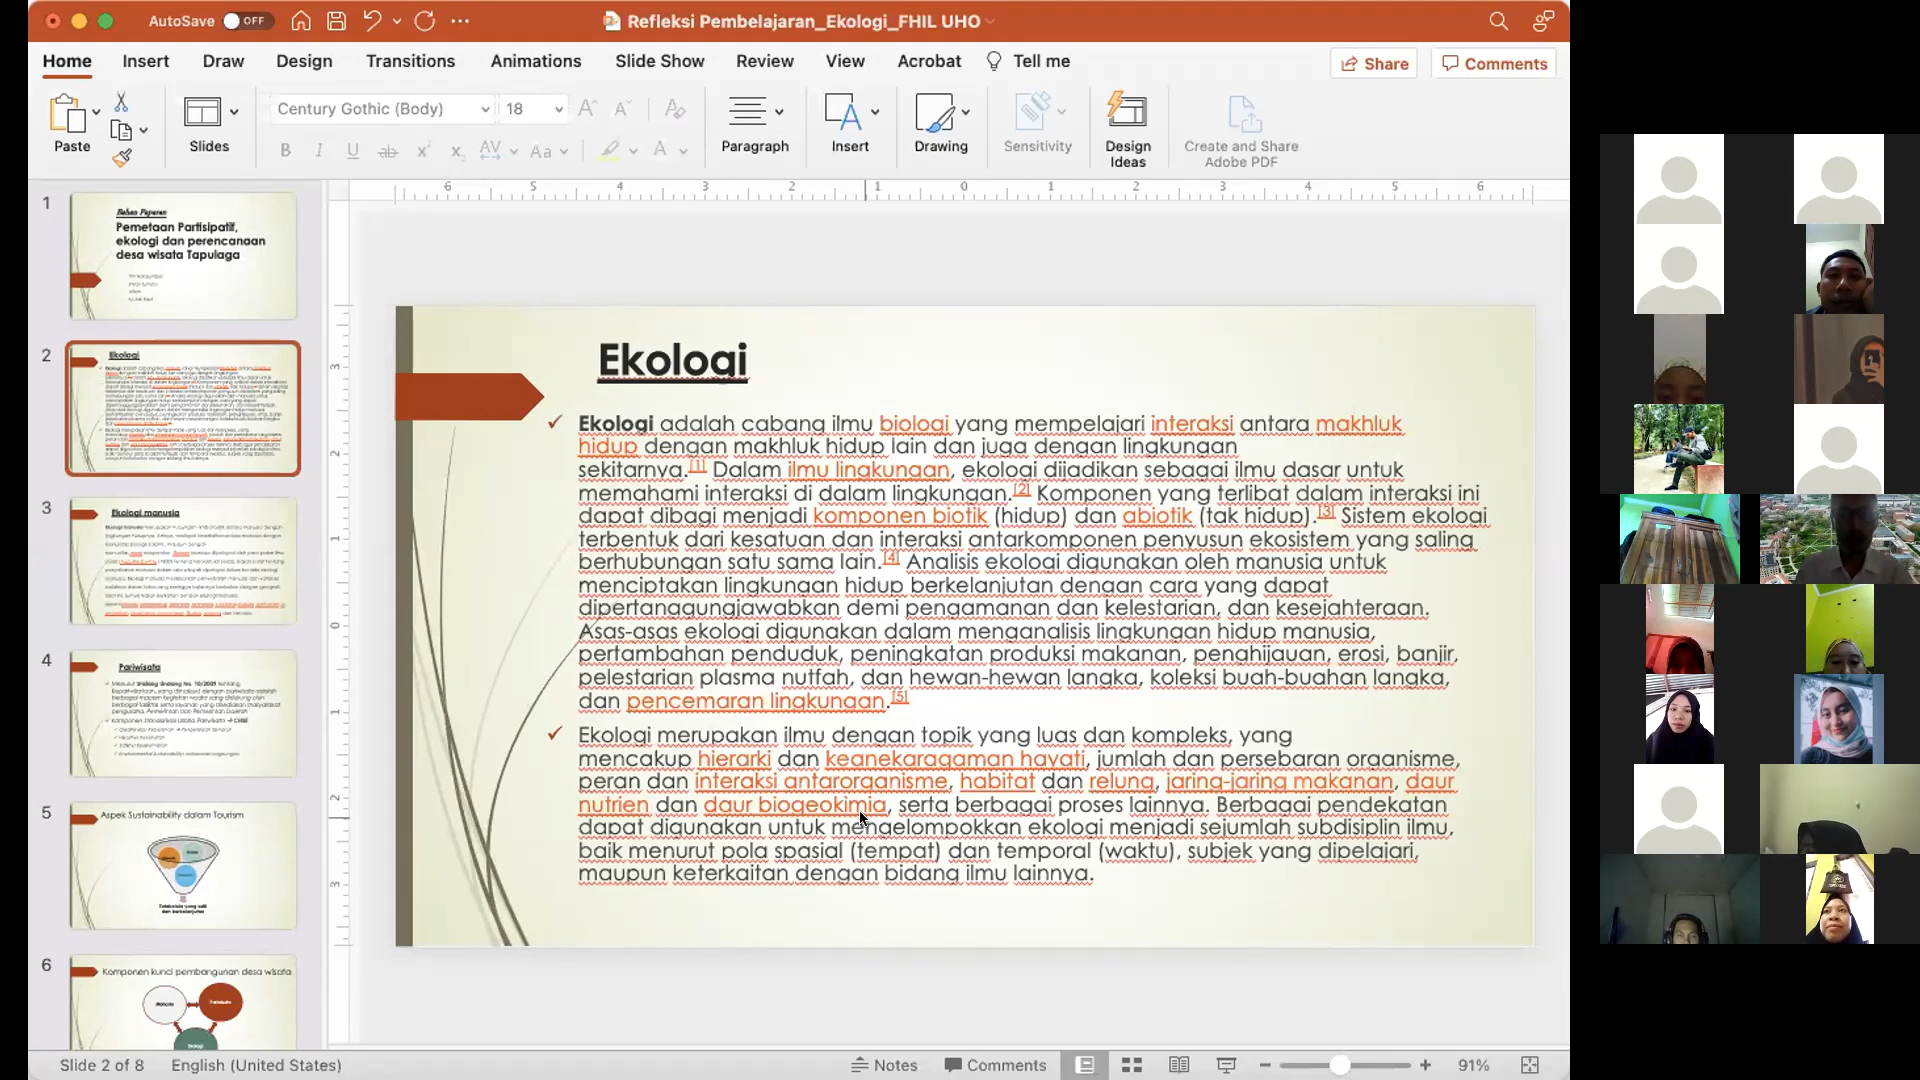 AutoSave OFF
Refleksi Pembelajaran_Ekologi_FHIL UHO
Home Insert Draw Design Transitions Animations Slide Show Review View Acrobat Tell me
Share Comments
Century Gothic (Body) 18
Paste Slides Paragraph Insert Drawing Sensitivity Design Ideas Create and Share Adobe PDF
1
Bahan Paparan
Pemetaan Partisipatif,
ekologi dan perencanaan
desa wisata Tapulaga
2
Ekologi
3
Ekologi manusia
4
Pariwisata
5
Aspek Sustainability dalam Tourism
6
Komponen kunci pembangunan desa wisata
Ekologi
Ekologi adalah cabang ilmu biologi yang mempelajari interaksi antara makhluk
hidup dengan makhluk hidup lain dan juga dengan lingkungan
sekitarnya.[1] Dalam ilmu lingkungan, ekologi dijadikan sebagai ilmu dasar untuk
memahami interaksi di dalam lingkungan.[2] Komponen yang terlibat dalam interaksi ini
dapat dibagi menjadi komponen biotik (hidup) dan abiotik (tak hidup).[3] Sistem ekologi
terbentuk dari kesatuan dan interaksi antarkomponen penyusun ekosistem yang saling
berhubungan satu sama lain.[4] Analisis ekologi digunakan oleh manusia untuk
menciptakan lingkungan hidup berkelanjutan dengan cara yang dapat
dipertanggungjawabkan demi pengamanan dan kelestarian, dan kesejahteraan.
Asas-asas ekologi digunakan dalam menganalisis lingkungan hidup manusia,
pertambahan penduduk, peningkatan produksi makanan, penghijauan, erosi, banjir,
pelestarian plasma nutfah, dan hewan-hewan langka, koleksi buah-buahan langka,
dan pencemaran lingkungan.[5]
Ekologi merupakan ilmu dengan topik yang luas dan kompleks, yang
mencakup hierarki dan keanekaragaman hayati, jumlah dan persebaran organisme,
peran dan interaksi antarorganisme, habitat dan relung, jaring-jaring makanan, daur
nutrien dan daur biogeokimia, serta berbagai proses lainnya. Berbagai pendekatan
dapat digunakan untuk mengelompokkan ekologi menjadi sejumlah subdisiplin ilmu,
baik menurut pola spasial (tempat) dan temporal (waktu), subjek yang dipelajari,
maupun keterkaitan dengan bidang ilmu lainnya.
Slide 2 of 8 English (United States) Notes Comments 91%